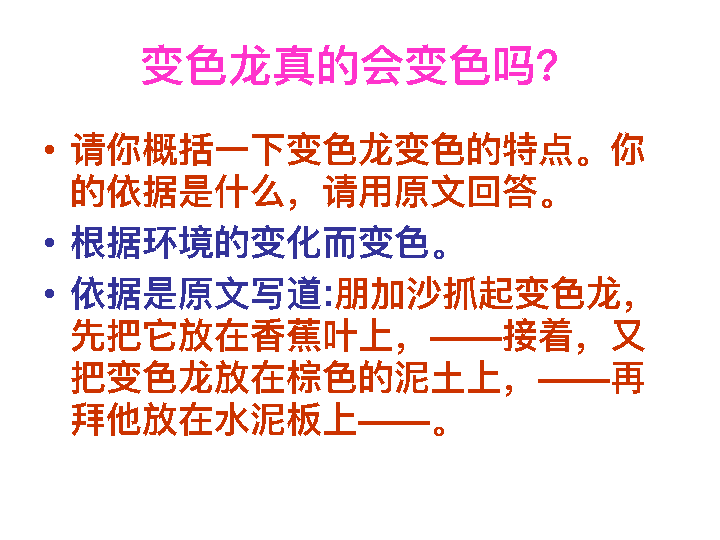 变色龙真的会变色吗?
• 请你概括一下变色龙变色的特点。你
的依据是什么，请用原文回答。
• 根据环境的变化而变色。
• 依据是原文写道:朋加沙抓起变色龙，
先把它放在香蕉叶上，——接着，又
把变色龙放在棕色的泥土上，——再
拜他放在水泥板上——。